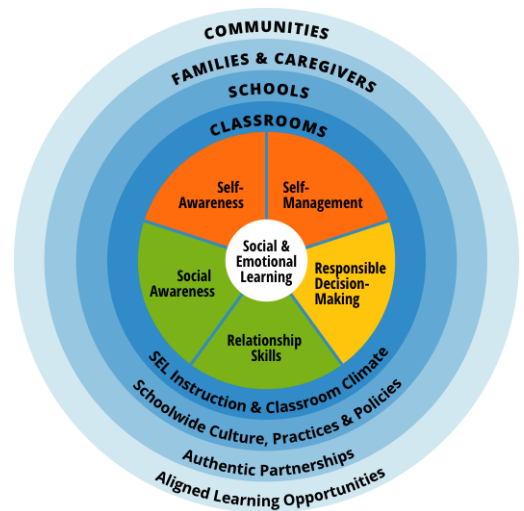 COMMUNITIES
FAMILIES & CAREGIVERS
SCHOOLS
CLASSROOMS
Self-
Awareness
Self-
Management
Social &
Emotional
Learning
Social
Awareness
Responsible
Decision-
Making
Relationship
Skills
SEL Instruction & Classroom Climate
Schoolwide Culture, Practices & Policies
Authentic Partnerships
Aligned Learning Opportunities